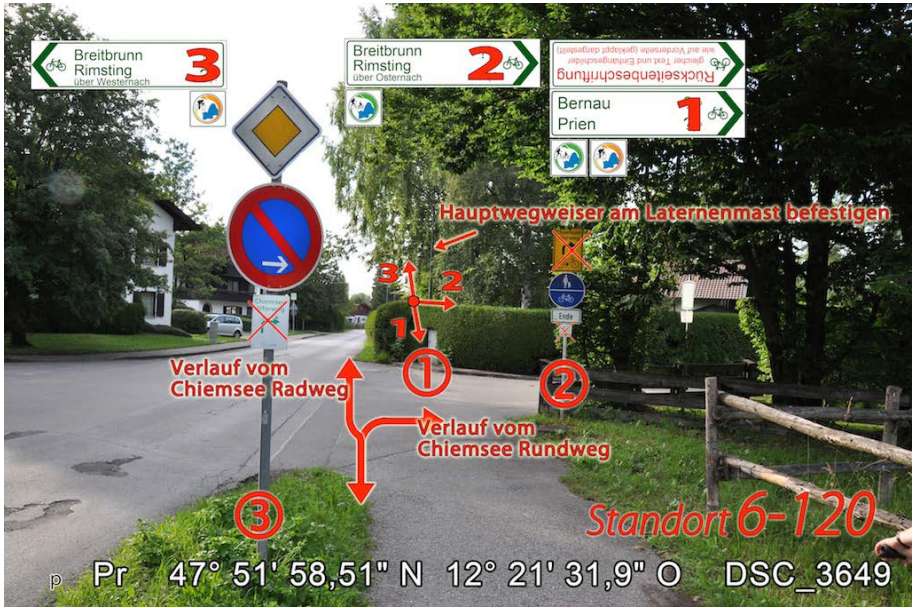 Breitbrunn
Rimsting
über Westernach
3
Breitbrunn
Rimsting
über Osternach
2
Rückseitenbeschriftung
gleicher Text und Einhängeschilder
wie auf Vorderseite (geklappt dargestellt)
Bernau
Prien
1
Hauptwegweiser am Laternenmast befestigen
3
2
1
Ende
Chiemsee
Verlauf vom
Chiemsee Radweg
1
2
Verlauf vom
Chiemsee Rundweg
3
Standort 6-120
p Pr 47° 51' 58,51" N 12° 21' 31,9" O DSC_3649